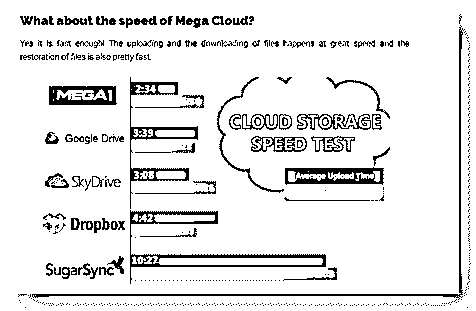 What about the speed of Mega Cloud?
Yes it is fast enough! The uploading and the downloading of files happens at great speed and the
restoration of files is also pretty fast.
MEGA
Google Drive
SkyDrive
Dropbox
SugarSync
2:34
3:39
3:08
4:42
10:27
CLOUD STORAGE
SPEED TEST
Average Upload Time